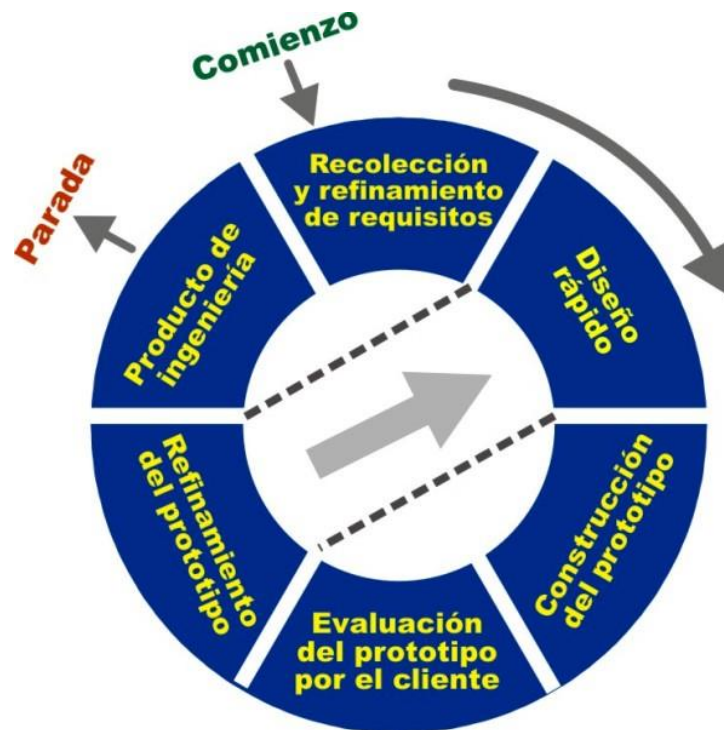 Comienzo
Recolección
y refinamiento
de requisitos
Diseño
rápido
Construcción
del prototipo
Evaluación
del prototipo
por el cliente
Refinamiento
del prototipo
Producto de
ingeniería
Parada